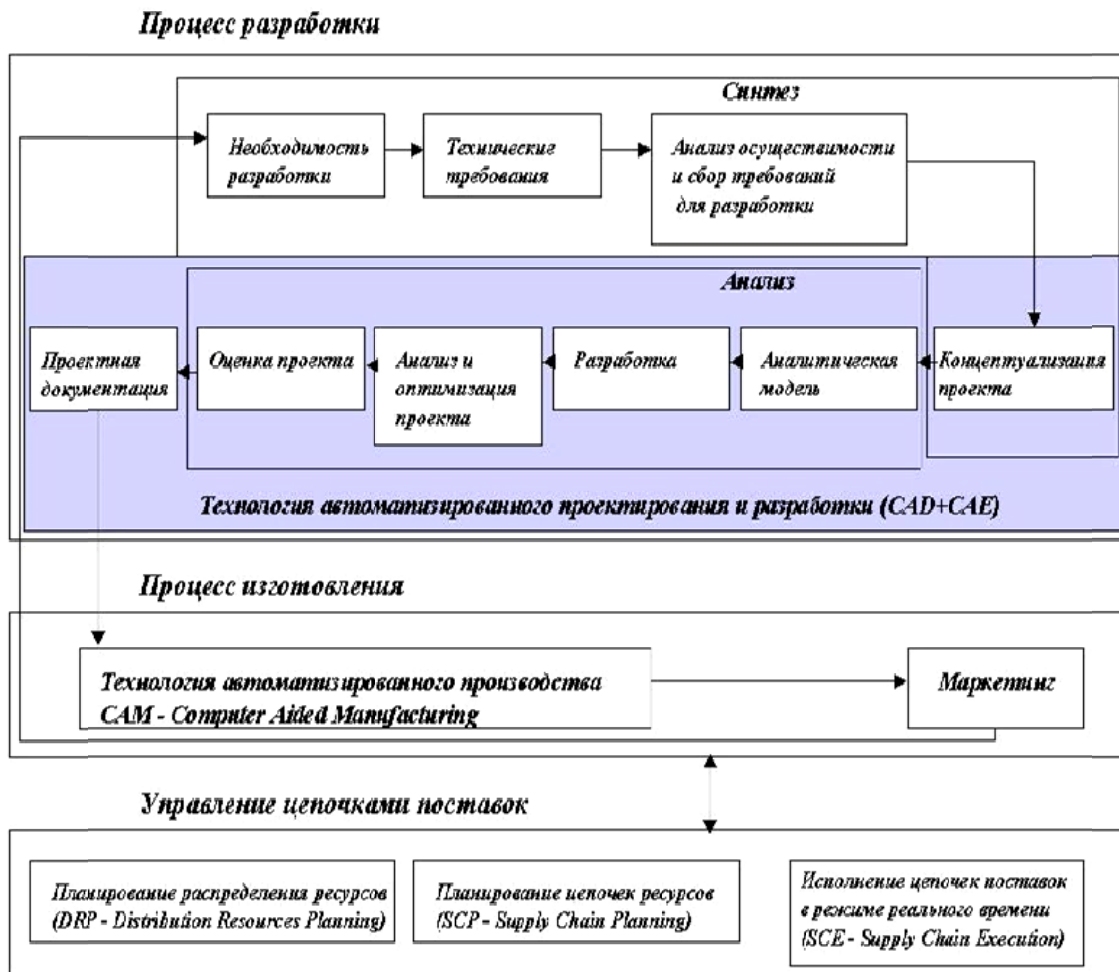 Процесс разработки
Синтез
Необходимость
разработки
Технические
требования
Анализ осуществимости
и сбор требований
для разработки
Анализ
Проектная
документация
Оценка проекта
Анализ и
оптимизация
проекта
Разработка
Аналитическая
модель
Концептуализация
проекта
Технология автоматизированного проектирования и разработки (CAD+CAE)
Процесс изготовления
Технология автоматизированного производства
CAM - Computer Aided Manufacturing
Маркетинг
Управление цепочками поставок
Планирование распределения ресурсов
(DRP - Distribution Resources Planning)
Планирование цепочек ресурсов
(SCP - Supply Chain Planning)
Исполнение цепочек поставок
в режиме реального времени
(SCE - Supply Chain Execution)